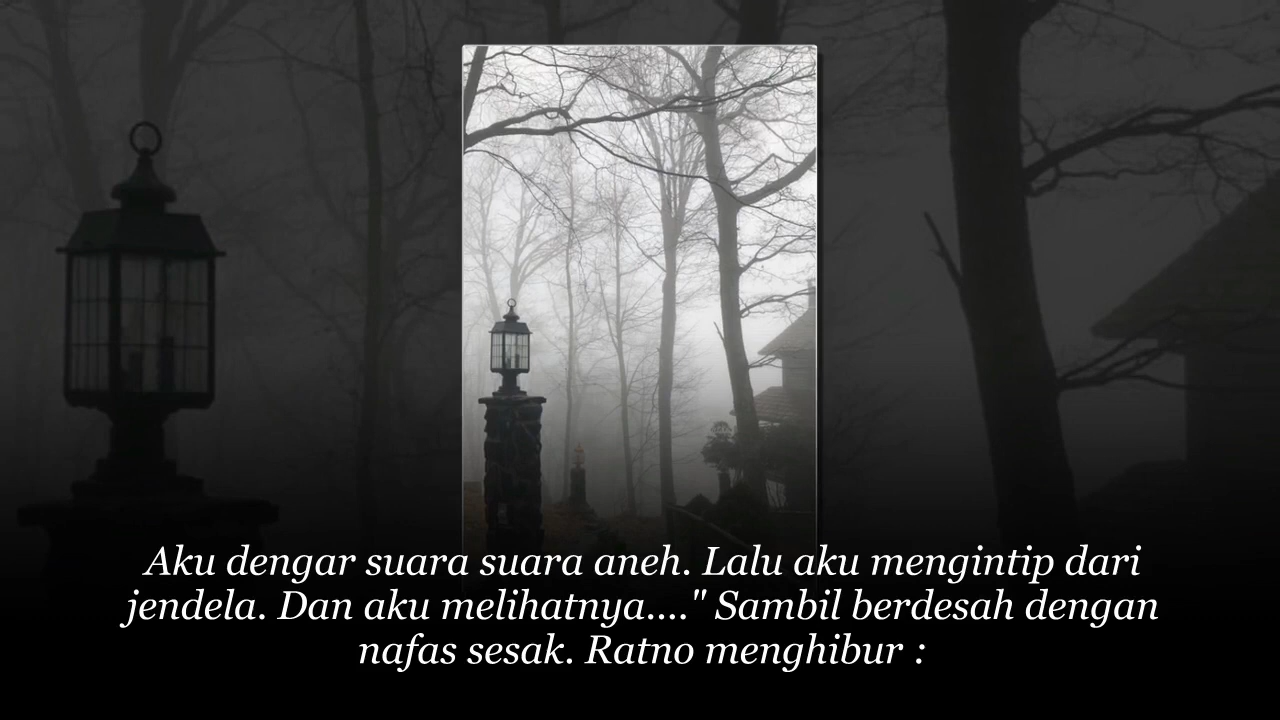 Aku dengar suara suara aneh. Lalu aku mengintip dari
jendela. Dan aku melihatnya...." Sambil berdesah dengan
nafas sesak. Ratno menghibur :